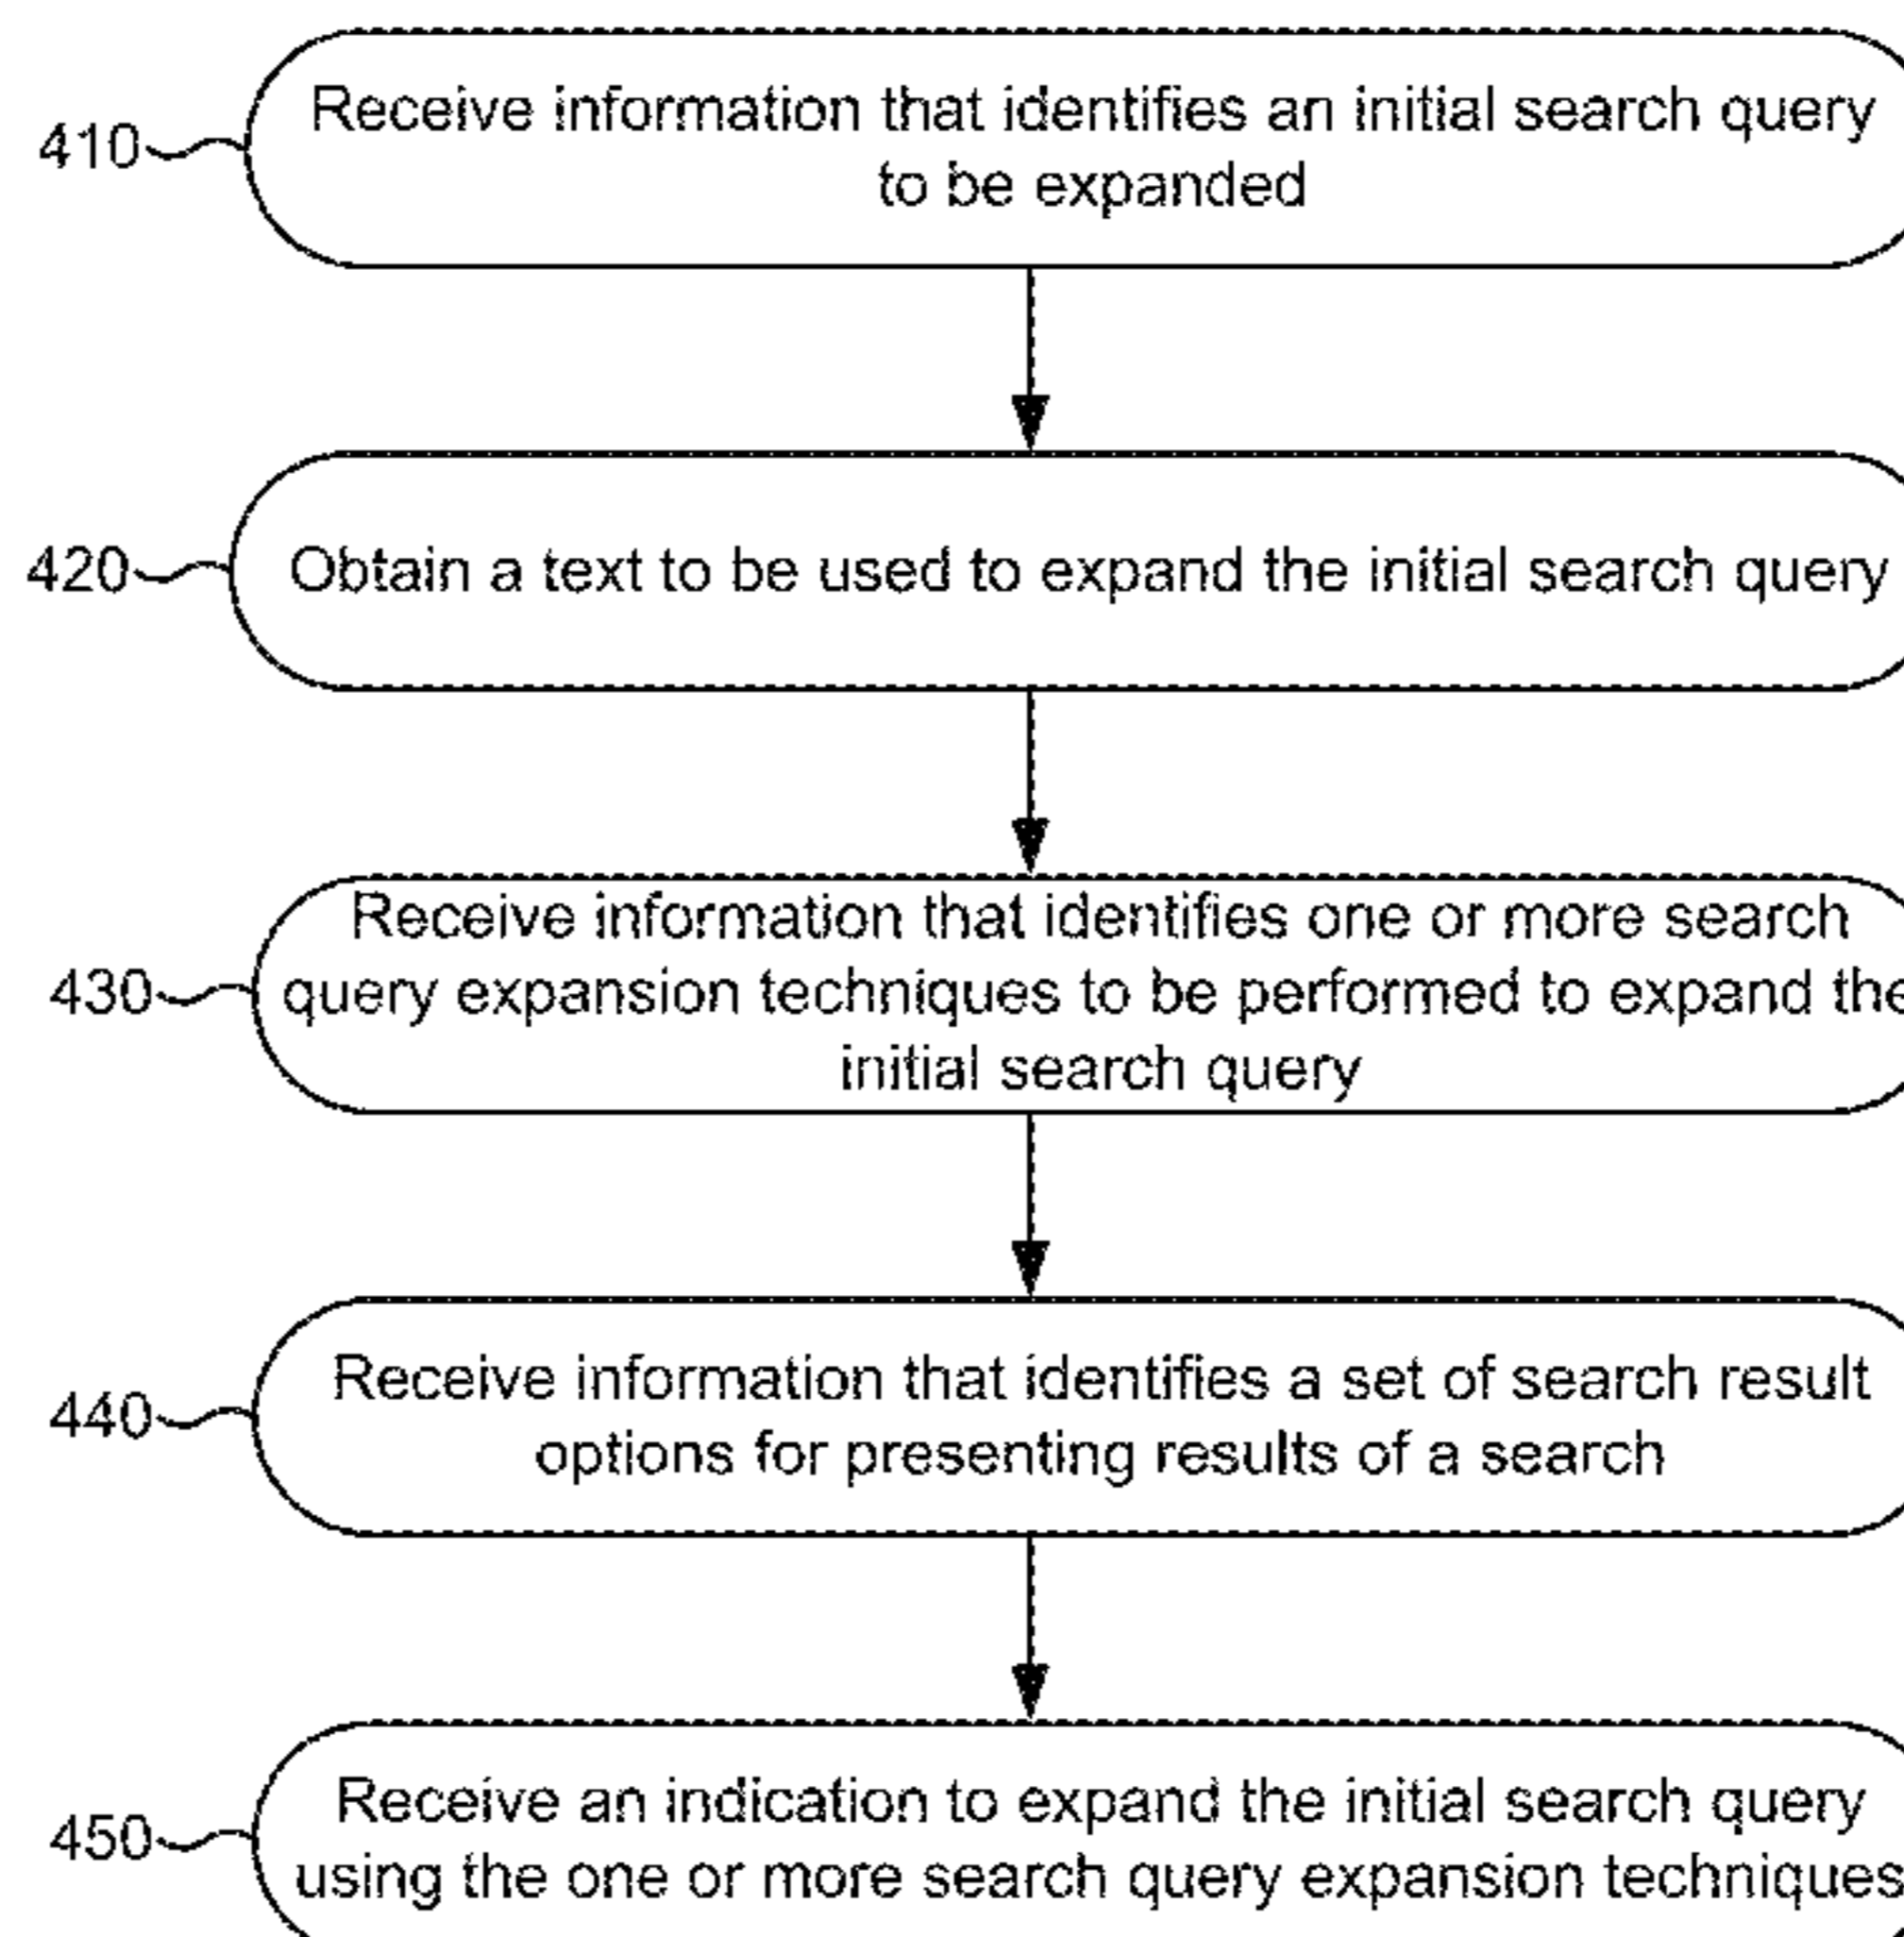 410
Receive information that identifies an initial search query
to be expanded
420
Obtain a text to be used to expand the initial search query
430
Receive information that identifies one or more search
query expansion techniques to be performed to expand the
initial search query
440
Receive information that identifies a set of search result
options for presenting results of a search
450
Receive an indication to expand the initial search query
using the one or more search query expansion techniques